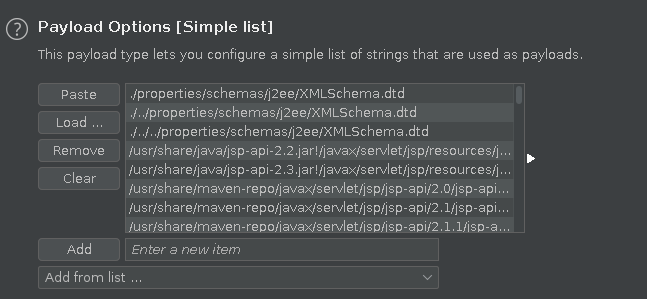 Payload Options [Simple list]
This payload type lets you configure a simple list of strings that are used as payloads.
Paste
Load ...
Remove
Clear
./properties/schemas/j2ee/XMLSchema.dtd
./../properties/schemas/j2ee/XMLSchema.dtd
./../../properties/schemas/j2ee/XMLSchema.dtd
/usr/share/java/jsp-api-2.2.jar!/javax/servlet/jsp/resources/j...
/usr/share/java/jsp-api-2.3.jar!/javax/servlet/jsp/resources/j...
/usr/share/maven-repo/javax/servlet/jsp/jsp-api/2.0/jsp-api...
/usr/share/maven-repo/javax/servlet/jsp/jsp-api/2.1/jsp-api...
/usr/share/maven-repo/javax/servlet/jsp/jsp-api/2.1.1/jsp-a...
Add
Enter a new item
Add from list ...